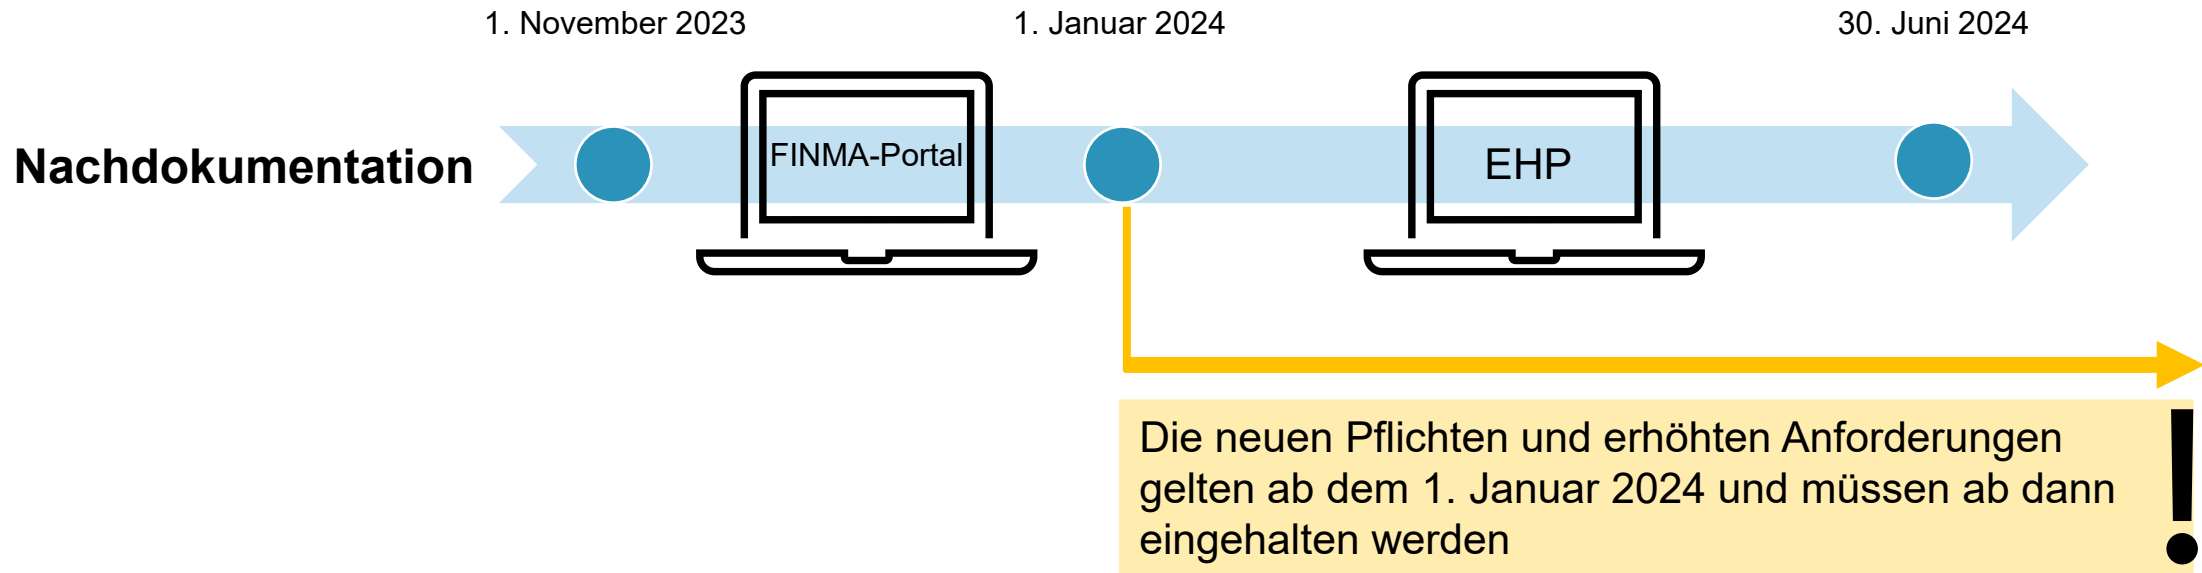 1. November 2023
1. Januar 2024
30. Juni 2024
Nachdokumentation
FINMA-Portal
EHP
Die neuen Pflichten und erhöhten Anforderungen
gelten ab dem 1. Januar 2024 und müssen ab dann
eingehalten werden
!